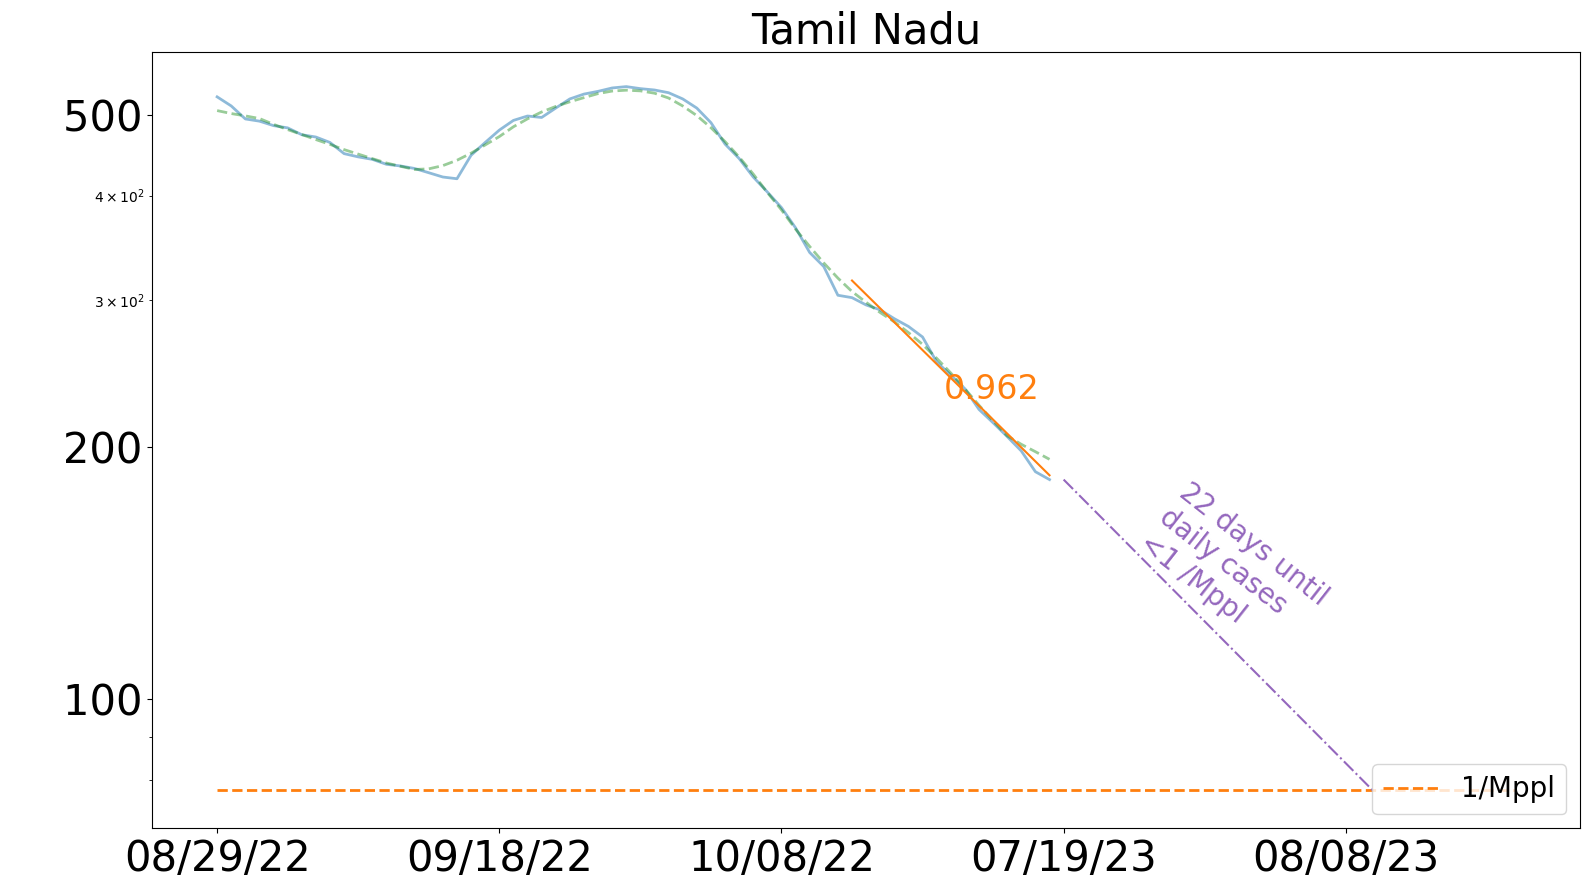 Tamil Nadu
500
4 × 10²
3 × 10²
200
100
0.962
22 days until
daily cases
<1 /Mppl
1/Mppl
08/29/22
09/18/22
10/08/22
07/19/23
08/08/23